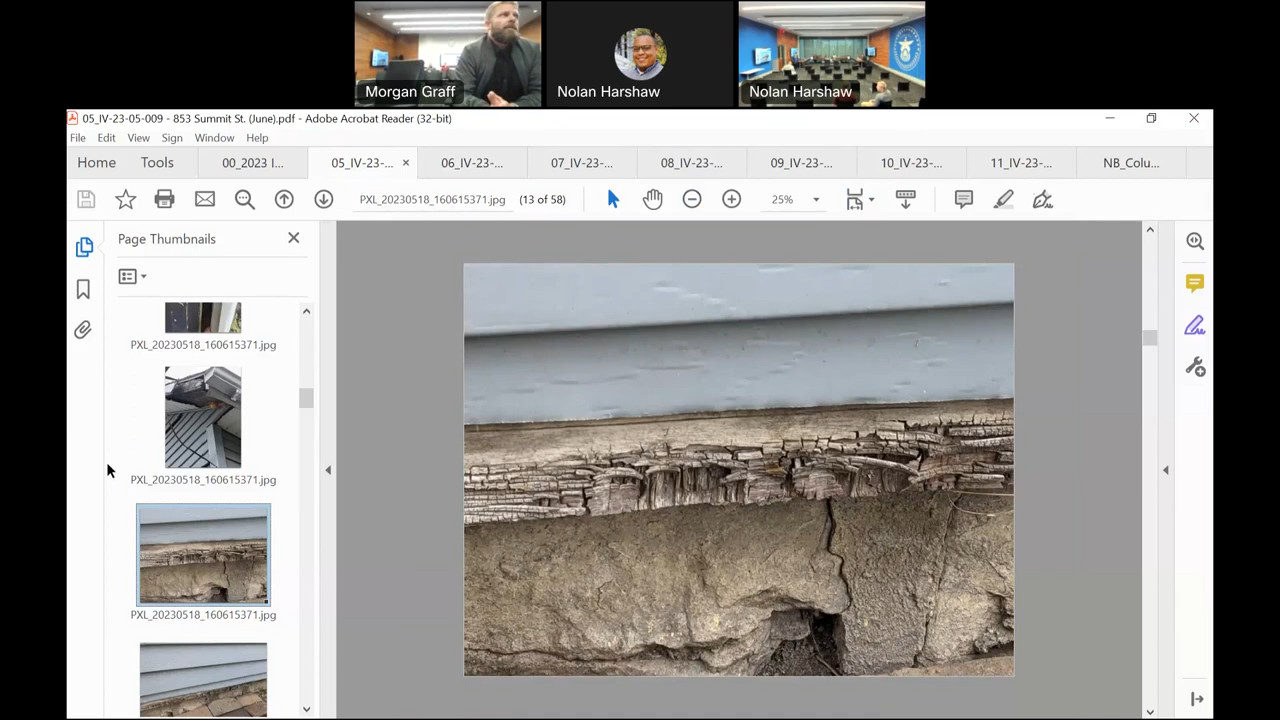 Morgan Graff
Nolan Harshaw
Nolan Harshaw
05_IV-23-05-009 - 853 Summit St. (June).pdf - Adobe Acrobat Reader (32-bit)
File Edit View Sign Window Help
Home Tools 00_2023 I... 05_IV-23-... × 06_IV-23-... 07_IV-23-... 08_IV-23-... 09_IV-23-... 10_IV-23-... 11_IV-23-... NB_Colu...
PXL_20230518_160615371.jpg (13 of 58) 25%
Page Thumbnails
PXL_20230518_160615371.jpg
PXL_20230518_160615371.jpg
PXL_20230518_160615371.jpg